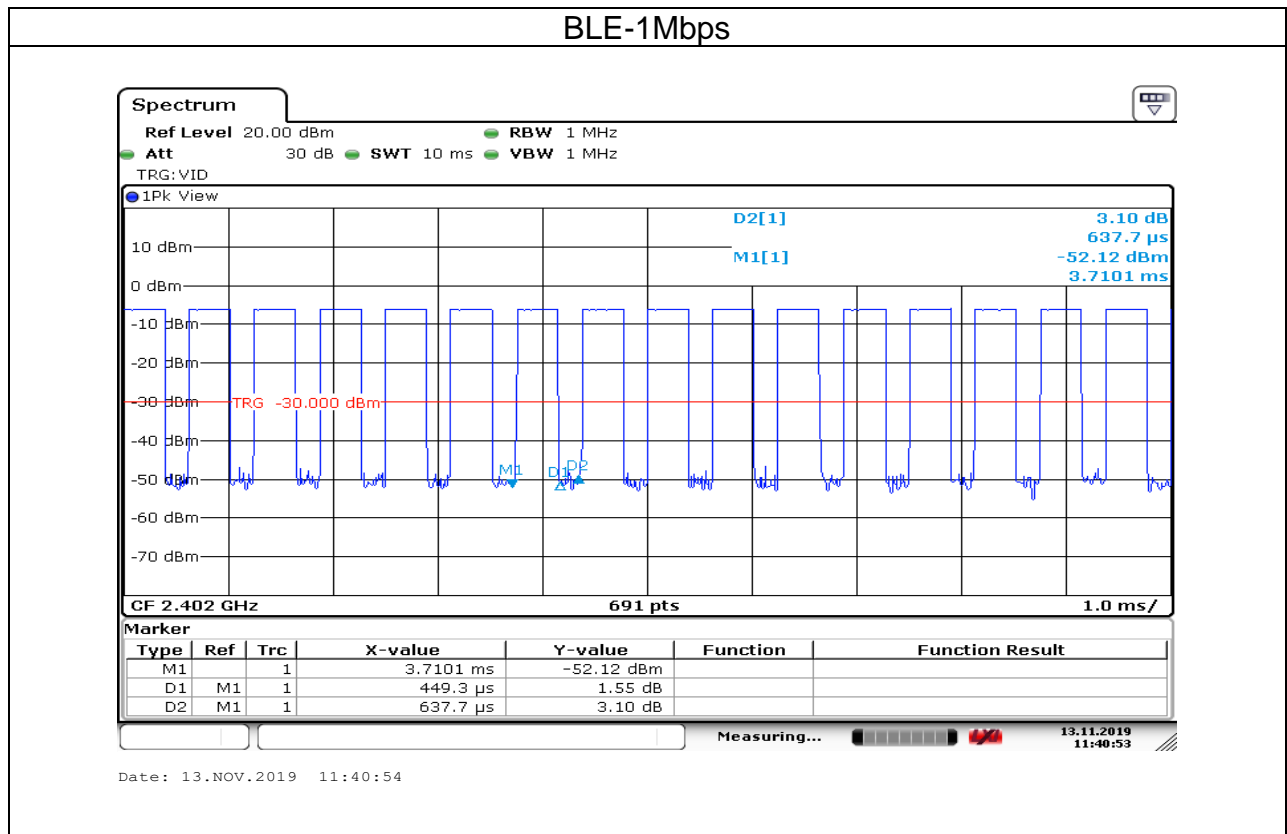 BLE-1Mbps
Spectrum
Ref Level 20.00 dBm RBW 1 MHz
Att 30 dB SWT 10 ms VBW 1 MHz
TRG:VID
1Pk View
D2[1] 3.10 dB
637.7 µs
10 dBm
M1[1] -52.12 dBm
3.7101 ms
0 dBm
-10 dBm
-20 dBm
-30 dBm TRG -30.000 dBm
-40 dBm
M1 D1 D2
-50 dBm
-60 dBm
-70 dBm
CF 2.402 GHz 691 pts 1.0 ms/
Marker
Type Ref Trc X-value Y-value Function Function Result
M1 1 3.7101 ms -52.12 dBm
D1 M1 1 449.3 µs 1.55 dB
D2 M1 1 637.7 µs 3.10 dB
Measuring... LXI 13.11.2019
11:40:53
Date: 13.NOV.2019 11:40:54